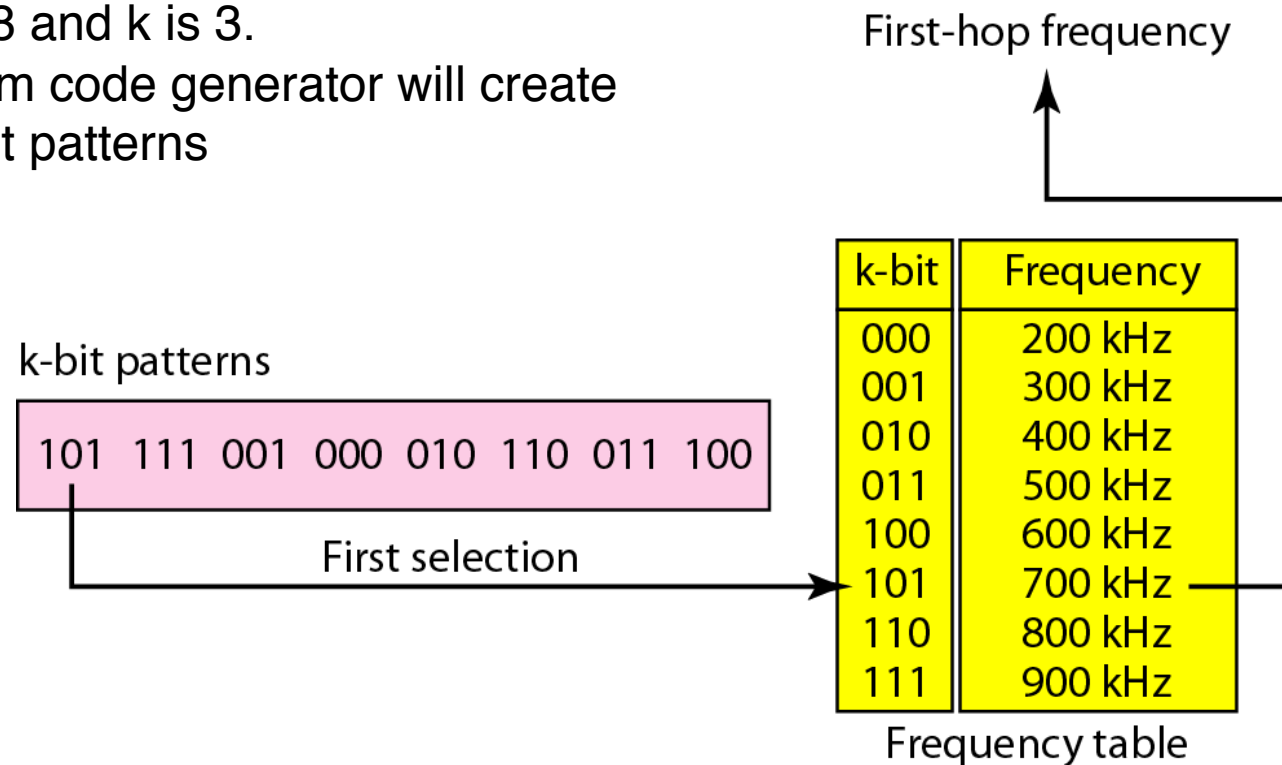 3 and k is 3.
m code generator will create
t patterns
First-hop frequency
k-bit patterns
101 111 001 000 010 110 011 100
First selection
k-bit Frequency
000 200 kHz
001 300 kHz
010 400 kHz
011 500 kHz
100 600 kHz
101 700 kHz
110 800 kHz
111 900 kHz
Frequency table